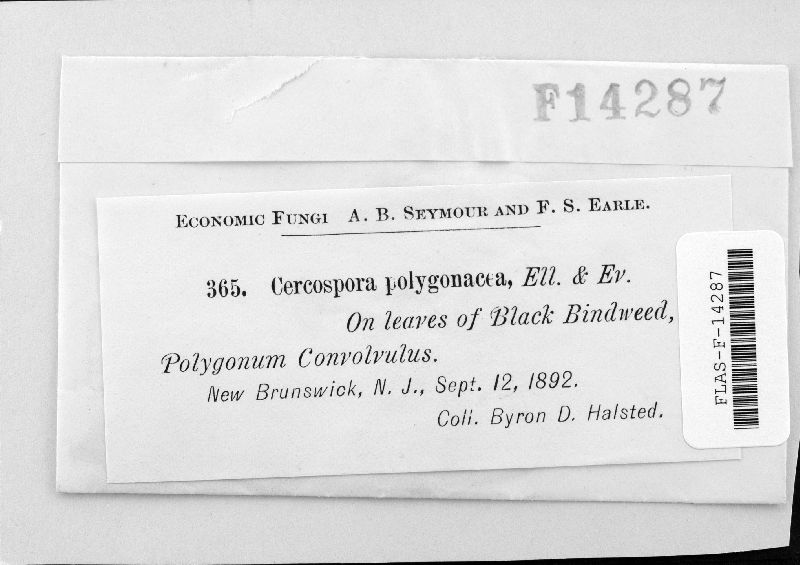 F14287
Economic Fungi A. B. Seymour and F. S. Earle.
365. Cercospora polygonacea, Ell. & Ev.
On leaves of Black Bindweed,
Polygonum Convolvulus.
New Brunswick, N. J., Sept. 12, 1892.
Coll. Byron D. Halsted.
FLAS-F-14287